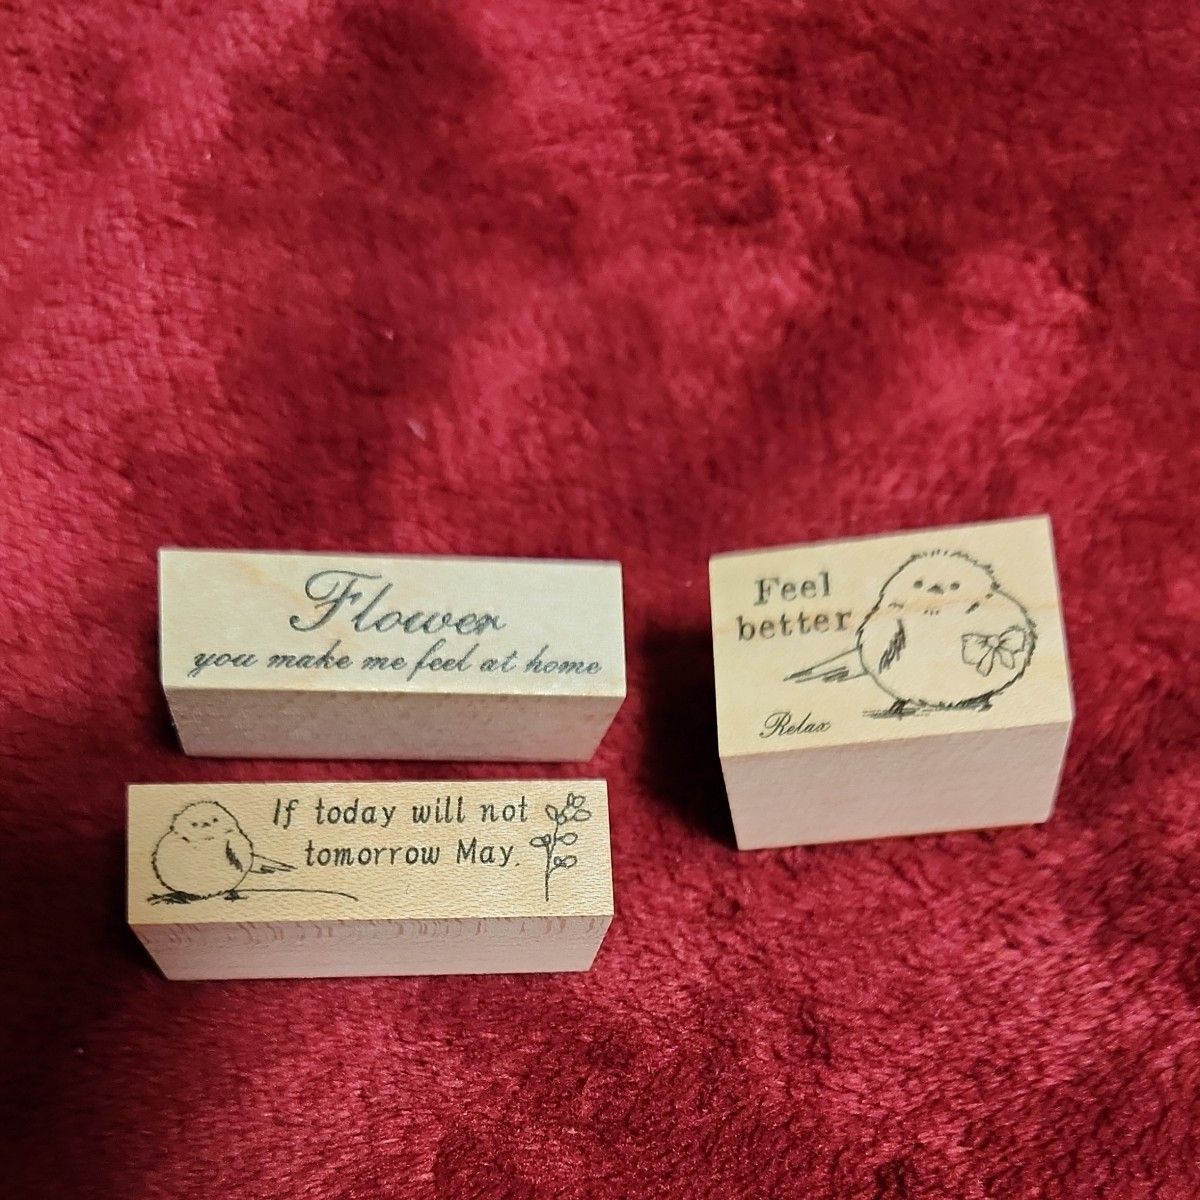 Flower
you make me feel at home
If today will not
tomorrow May.
Feel
better
Relax